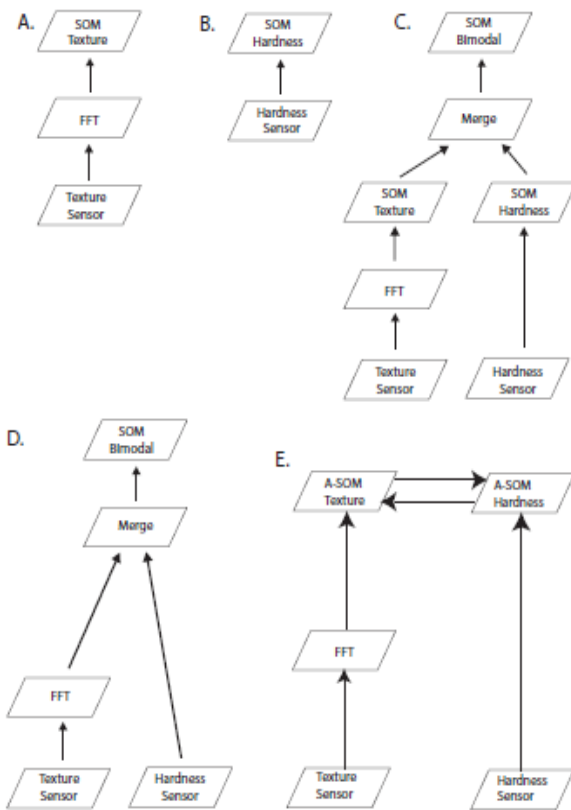 A.
SOM
Texture
FFT
Texture
Sensor
B.
SOM
Hardness
Hardness
Sensor
C.
SOM
Bimodal
Merge
SOM
Texture
SOM
Hardness
FFT
Texture
Sensor
Hardness
Sensor
D.
SOM
Bimodal
Merge
FFT
Texture
Sensor
Hardness
Sensor
E.
A-SOM
Texture
A-SOM
Hardness
FFT
Texture
Sensor
Hardness
Sensor